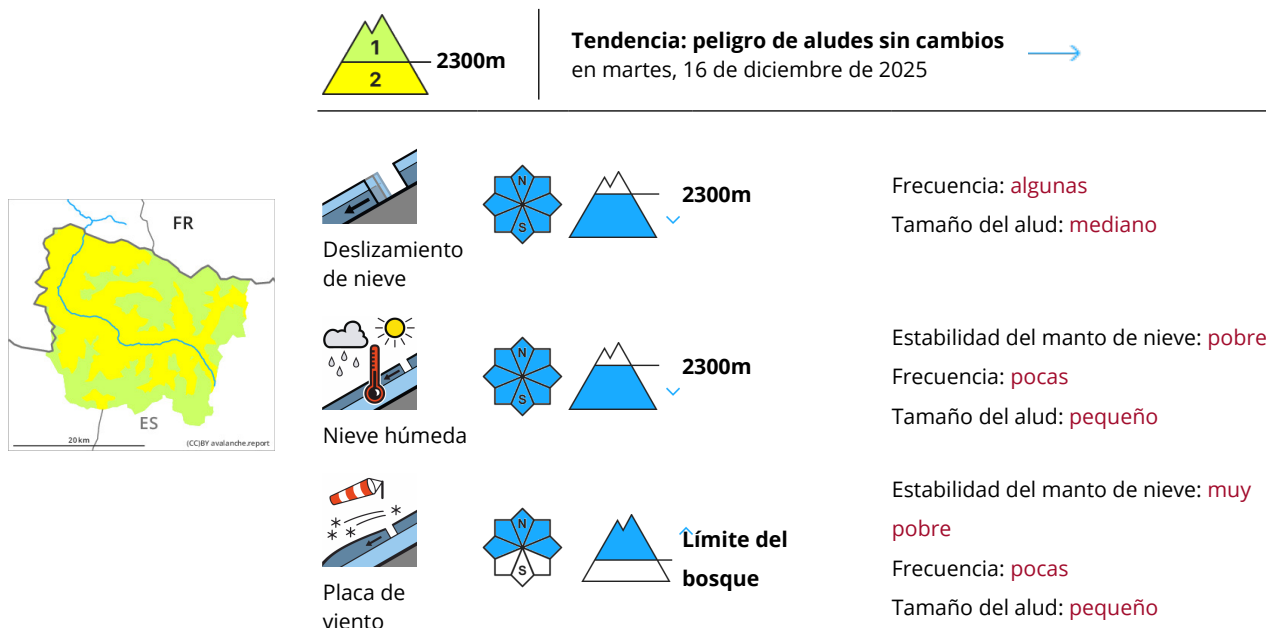 1
2
2300m
Tendencia: peligro de aludes sin cambios
en martes, 16 de diciembre de 2025
FR
ES
20 km
(CC)BY avalanche.report
Deslizamiento
de nieve
N
S
2300m
Frecuencia: algunas
Tamaño del alud: mediano
Nieve húmeda
N
S
2300m
Estabilidad del manto de nieve: pobre
Frecuencia: pocas
Tamaño del alud: pequeño
Placa de
viento
N
S
Límite del
bosque
Estabilidad del manto de nieve: muy
pobre
Frecuencia: pocas
Tamaño del alud: pequeño